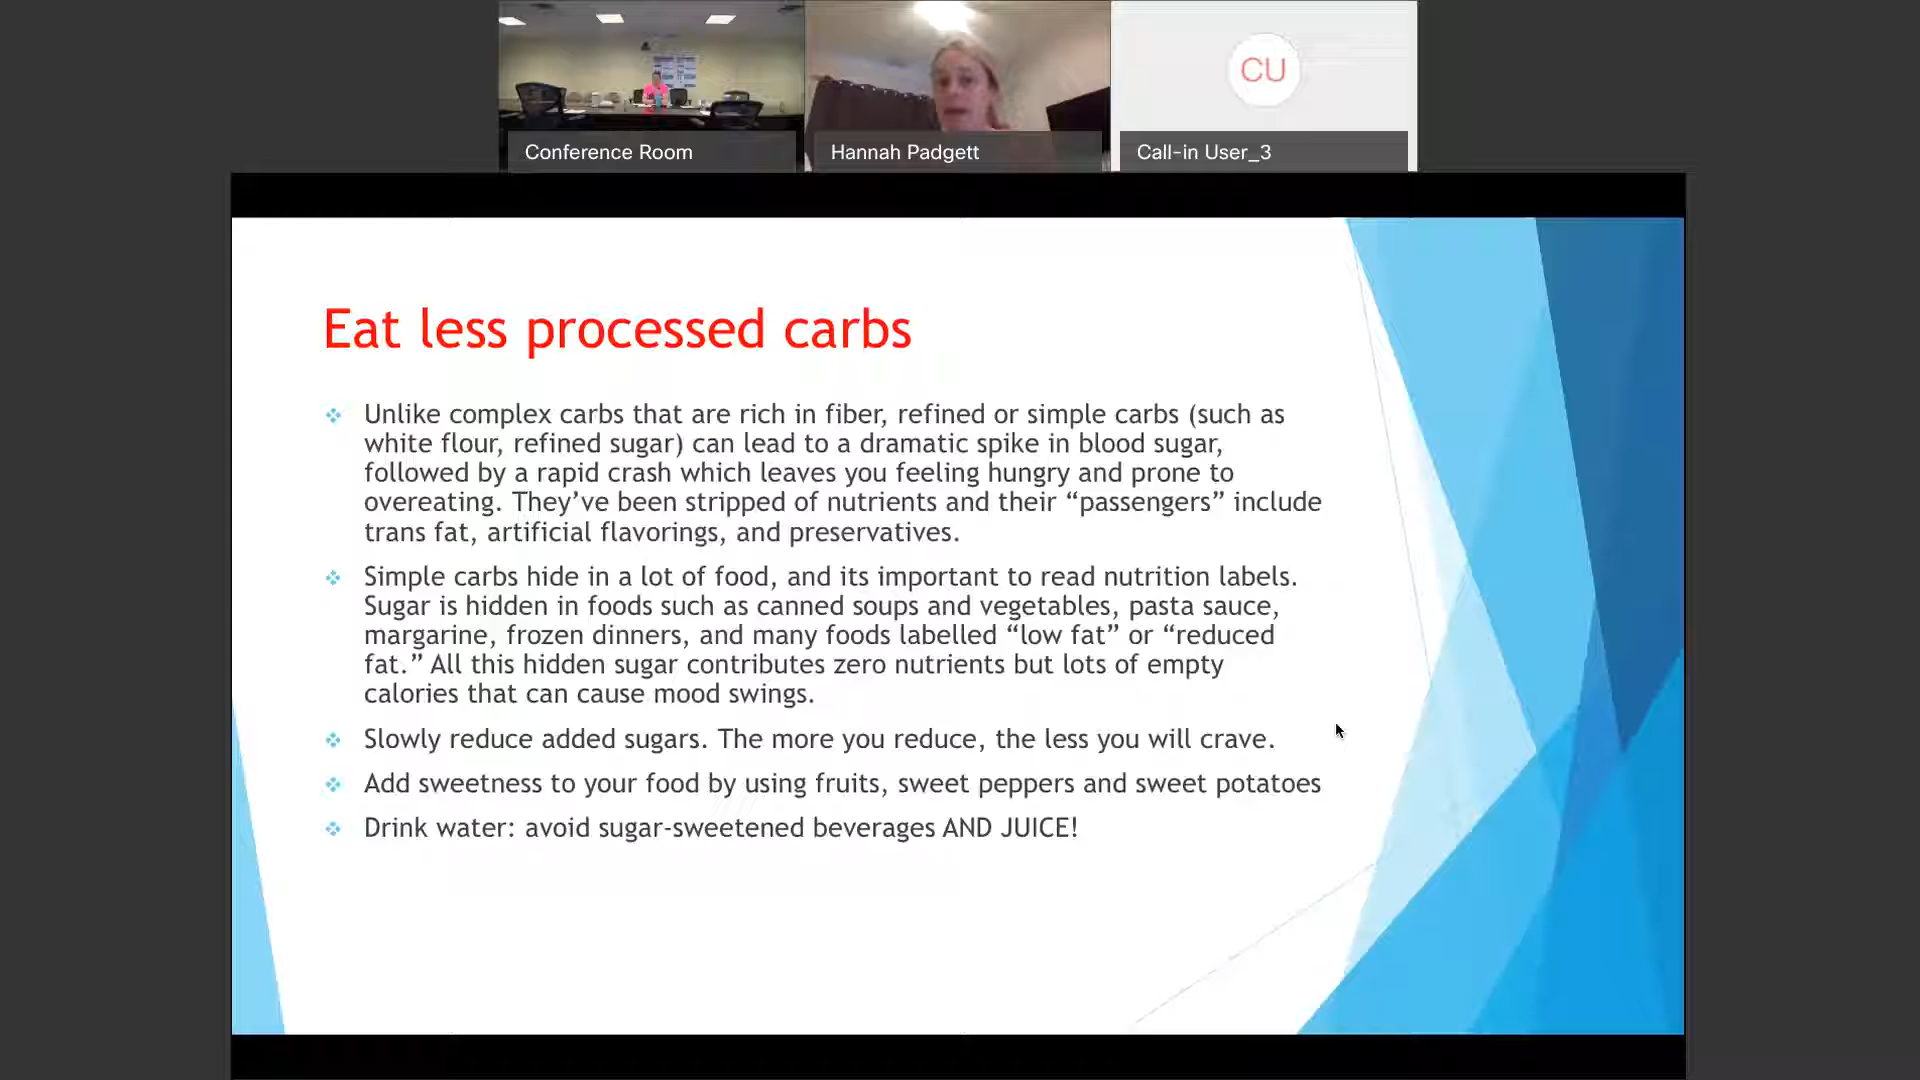 CU
Conference Room
Hannah Padgett
Call-in User_3
Eat less processed carbs
Unlike complex carbs that are rich in fiber, refined or simple carbs (such as
white flour, refined sugar) can lead to a dramatic spike in blood sugar,
followed by a rapid crash which leaves you feeling hungry and prone to
overeating. They’ve been stripped of nutrients and their “passengers” include
trans fat, artificial flavorings, and preservatives.
Simple carbs hide in a lot of food, and its important to read nutrition labels.
Sugar is hidden in foods such as canned soups and vegetables, pasta sauce,
margarine, frozen dinners, and many foods labelled “low fat” or “reduced
fat.” All this hidden sugar contributes zero nutrients but lots of empty
calories that can cause mood swings.
Slowly reduce added sugars. The more you reduce, the less you will crave.
Add sweetness to your food by using fruits, sweet peppers and sweet potatoes
Drink water: avoid sugar-sweetened beverages AND JUICE!